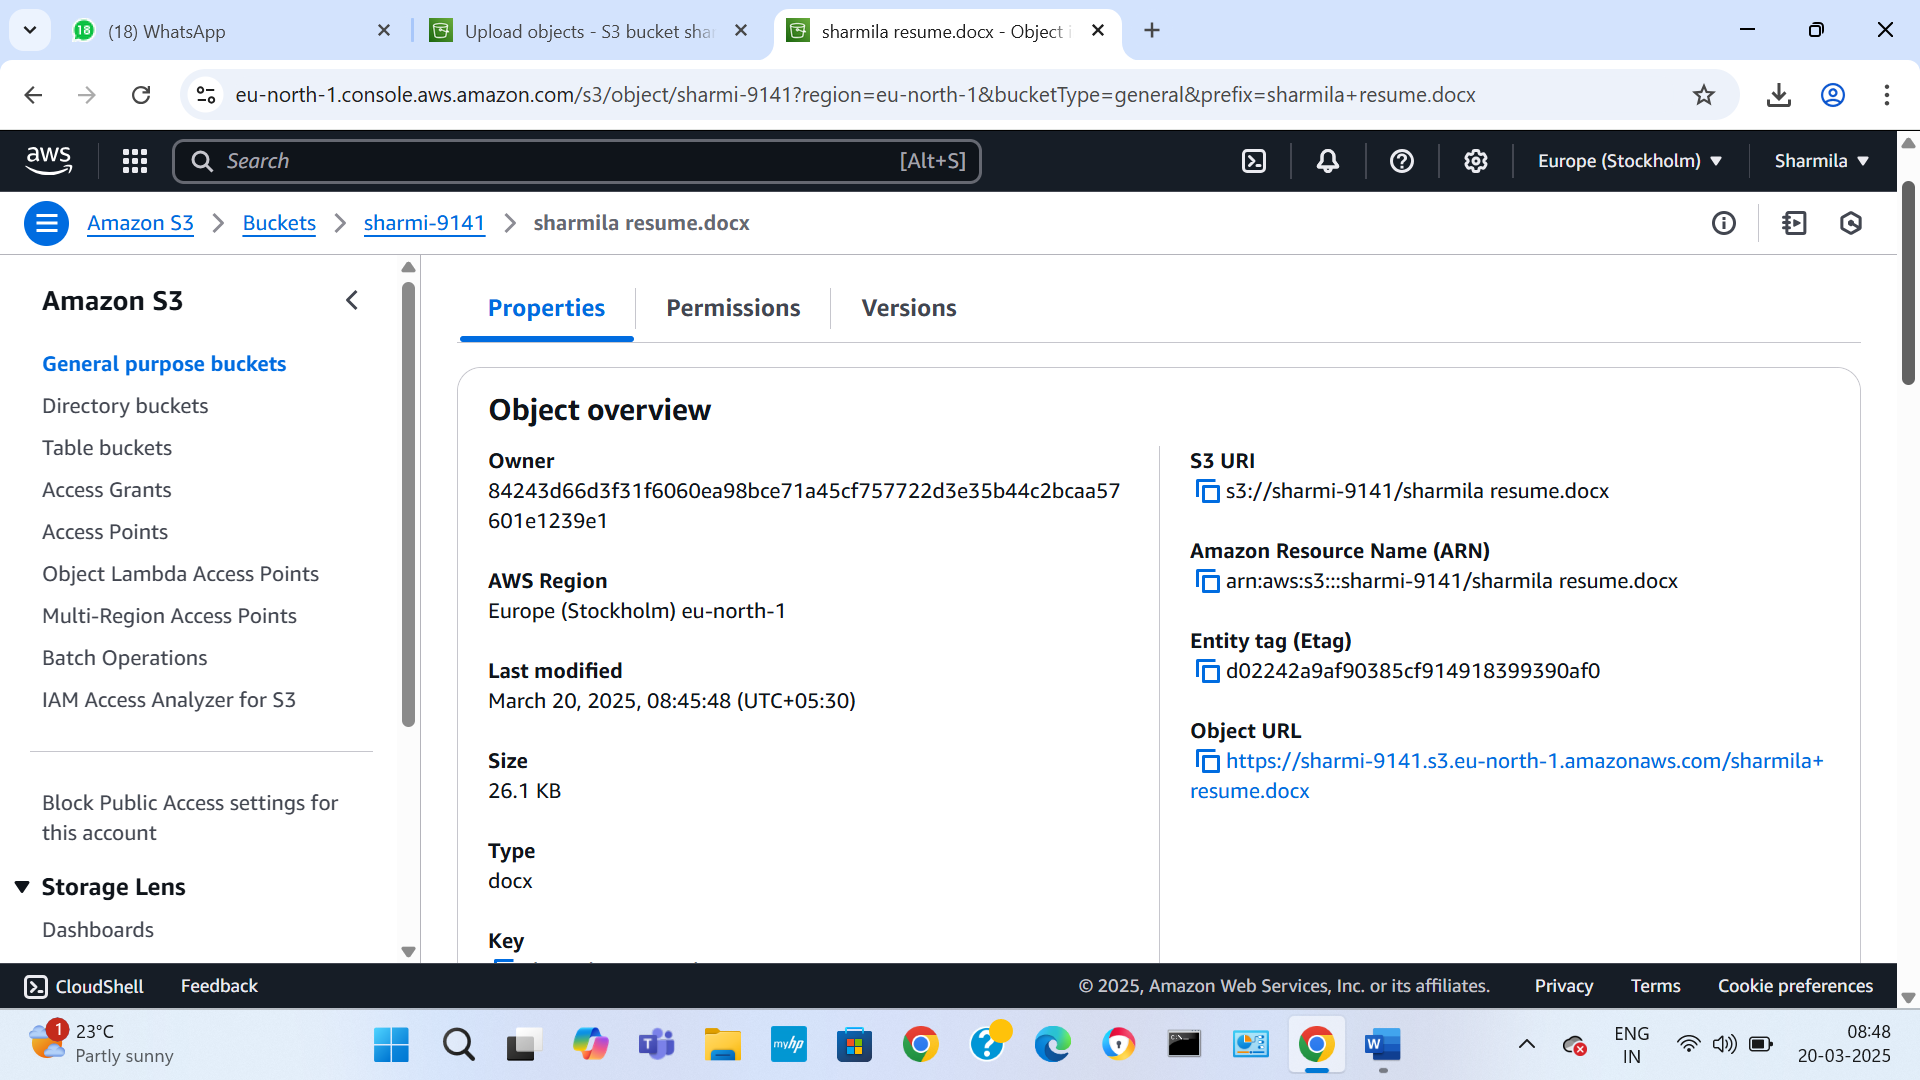 18
(18) WhatsApp
Upload objects - S3 bucket shar
sharmila resume.docx - Object i
eu-north-1.console.aws.amazon.com/s3/object/sharmi-9141?region=eu-north-1&bucketType=general&prefix=sharmila+resume.docx
aws
Search
[Alt+S]
Europe (Stockholm)
Sharmila
Amazon S3
Buckets
sharmi-9141
sharmila resume.docx
Amazon S3
General purpose buckets
Directory buckets
Table buckets
Access Grants
Access Points
Object Lambda Access Points
Multi-Region Access Points
Batch Operations
IAM Access Analyzer for S3
Block Public Access settings for
this account
Storage Lens
Dashboards
Properties
Permissions
Versions
Object overview
Owner
84243d66d3f31f6060ea98bce71a45cf757722d3e35b44c2bcaa57
601e1239e1
AWS Region
Europe (Stockholm) eu-north-1
Last modified
March 20, 2025, 08:45:48 (UTC+05:30)
Size
26.1 KB
Type
docx
Key
S3 URI
s3://sharmi-9141/sharmila resume.docx
Amazon Resource Name (ARN)
arn:aws:s3:::sharmi-9141/sharmila resume.docx
Entity tag (Etag)
d02242a9af90385cf914918399390af0
Object URL
https://sharmi-9141.s3.eu-north-1.amazonaws.com/sharmila+
resume.docx
CloudShell
Feedback
© 2025, Amazon Web Services, Inc. or its affiliates.
Privacy
Terms
Cookie preferences
1
23°C
Partly sunny
myhp
ENG
IN
08:48
20-03-2025